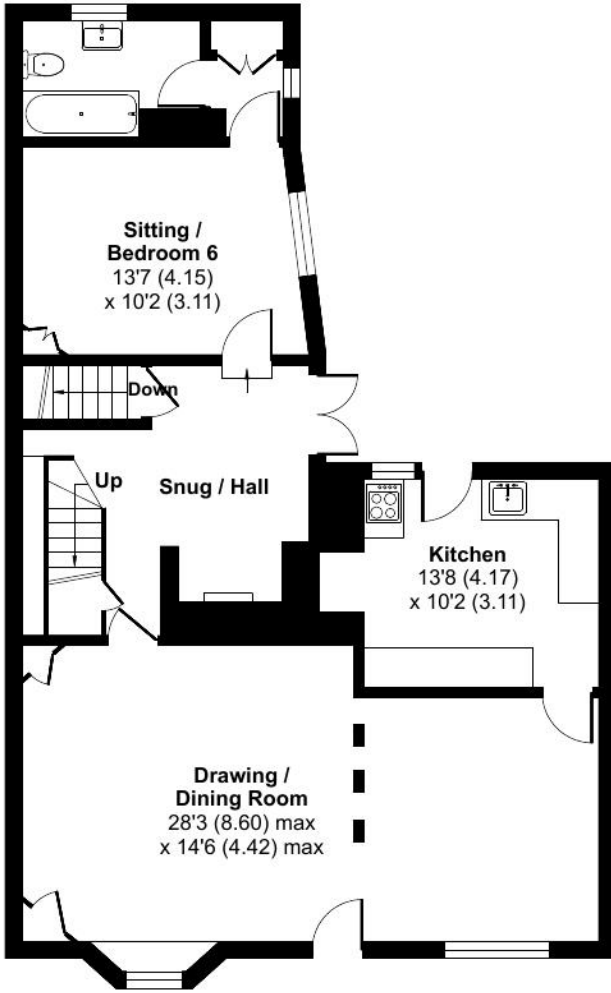 Sitting /
Bedroom 6
13'7 (4.15)
x 10'2 (3.11)
Down
Up
Snug / Hall
Kitchen
13'8 (4.17)
x 10'2 (3.11)
Drawing /
Dining Room
28'3 (8.60) max
x 14'6 (4.42) max